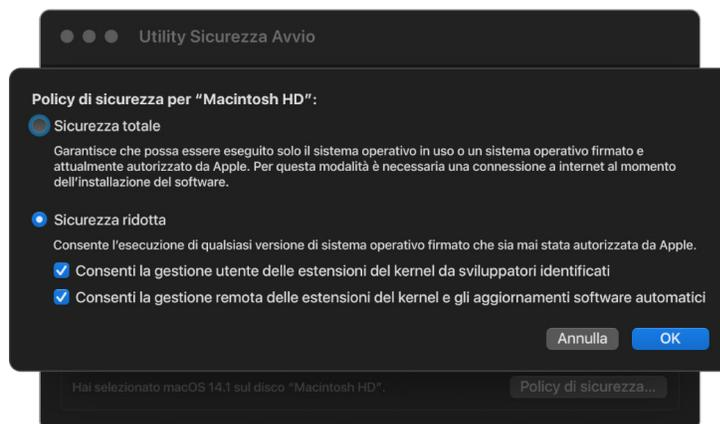 Utility Sicurezza Avvio
Policy di sicurezza per “Macintosh HD”:
Sicurezza totale
Garantisce che possa essere eseguito solo il sistema operativo in uso o un sistema operativo firmato e
attualmente autorizzato da Apple. Per questa modalità è necessaria una connessione a internet al momento
dell’installazione del software.
Sicurezza ridotta
Consente l’esecuzione di qualsiasi versione di sistema operativo firmato che sia mai stata autorizzata da Apple.
Consenti la gestione utente delle estensioni del kernel da sviluppatori identificati
Consenti la gestione remota delle estensioni del kernel e gli aggiornamenti software automatici
Annulla OK
Hai selezionato macOS 14.1 sul disco “Macintosh HD”. Policy di sicurezza...